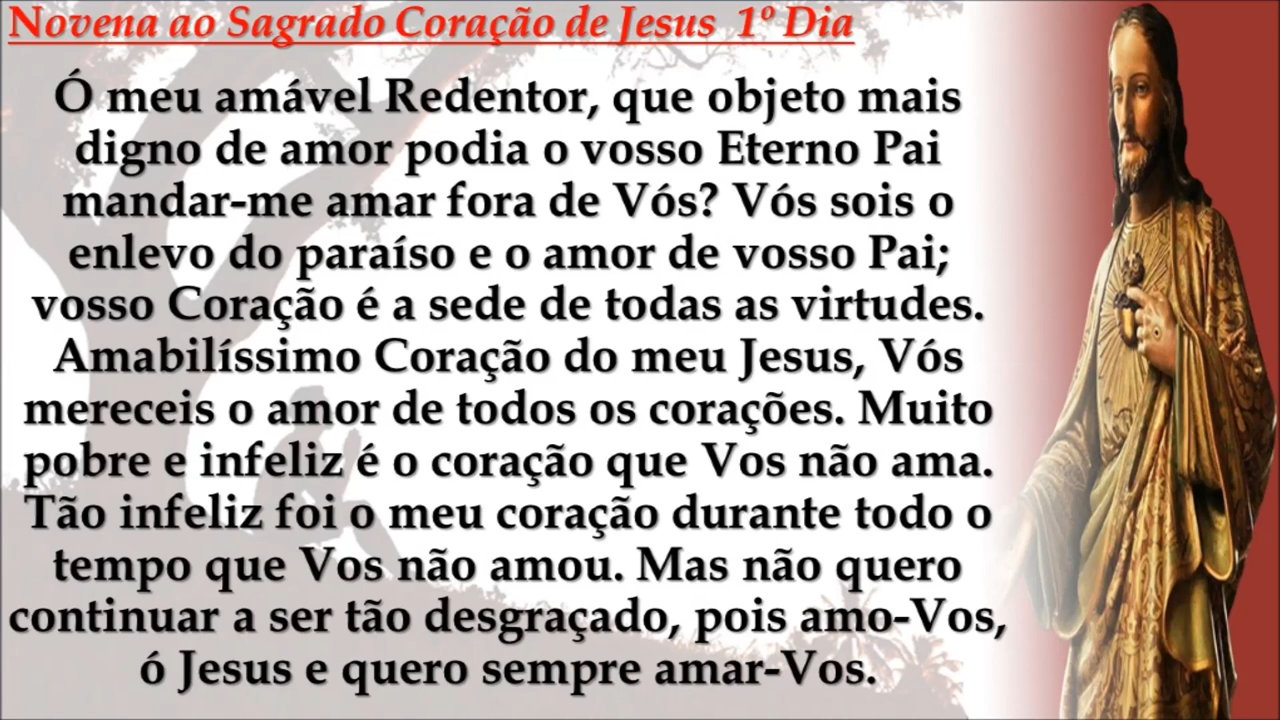 Novena ao Sagrado Coração de Jesus 1º Dia
Ó meu amável Redentor, que objeto mais
digno de amor podia o vosso Eterno Pai
mandar-me amar fora de Vós? Vós sois o
enlevo do paraíso e o amor de vosso Pai;
vosso Coração é a sede de todas as virtudes.
Amabilíssimo Coração do meu Jesus, Vós
mereceis o amor de todos os corações. Muito
pobre e infeliz é o coração que Vos não ama.
Tão infeliz foi o meu coração durante todo o
tempo que Vos não amou. Mas não quero
continuar a ser tão desgraçado, pois amo-Vos,
ó Jesus e quero sempre amar-Vos.